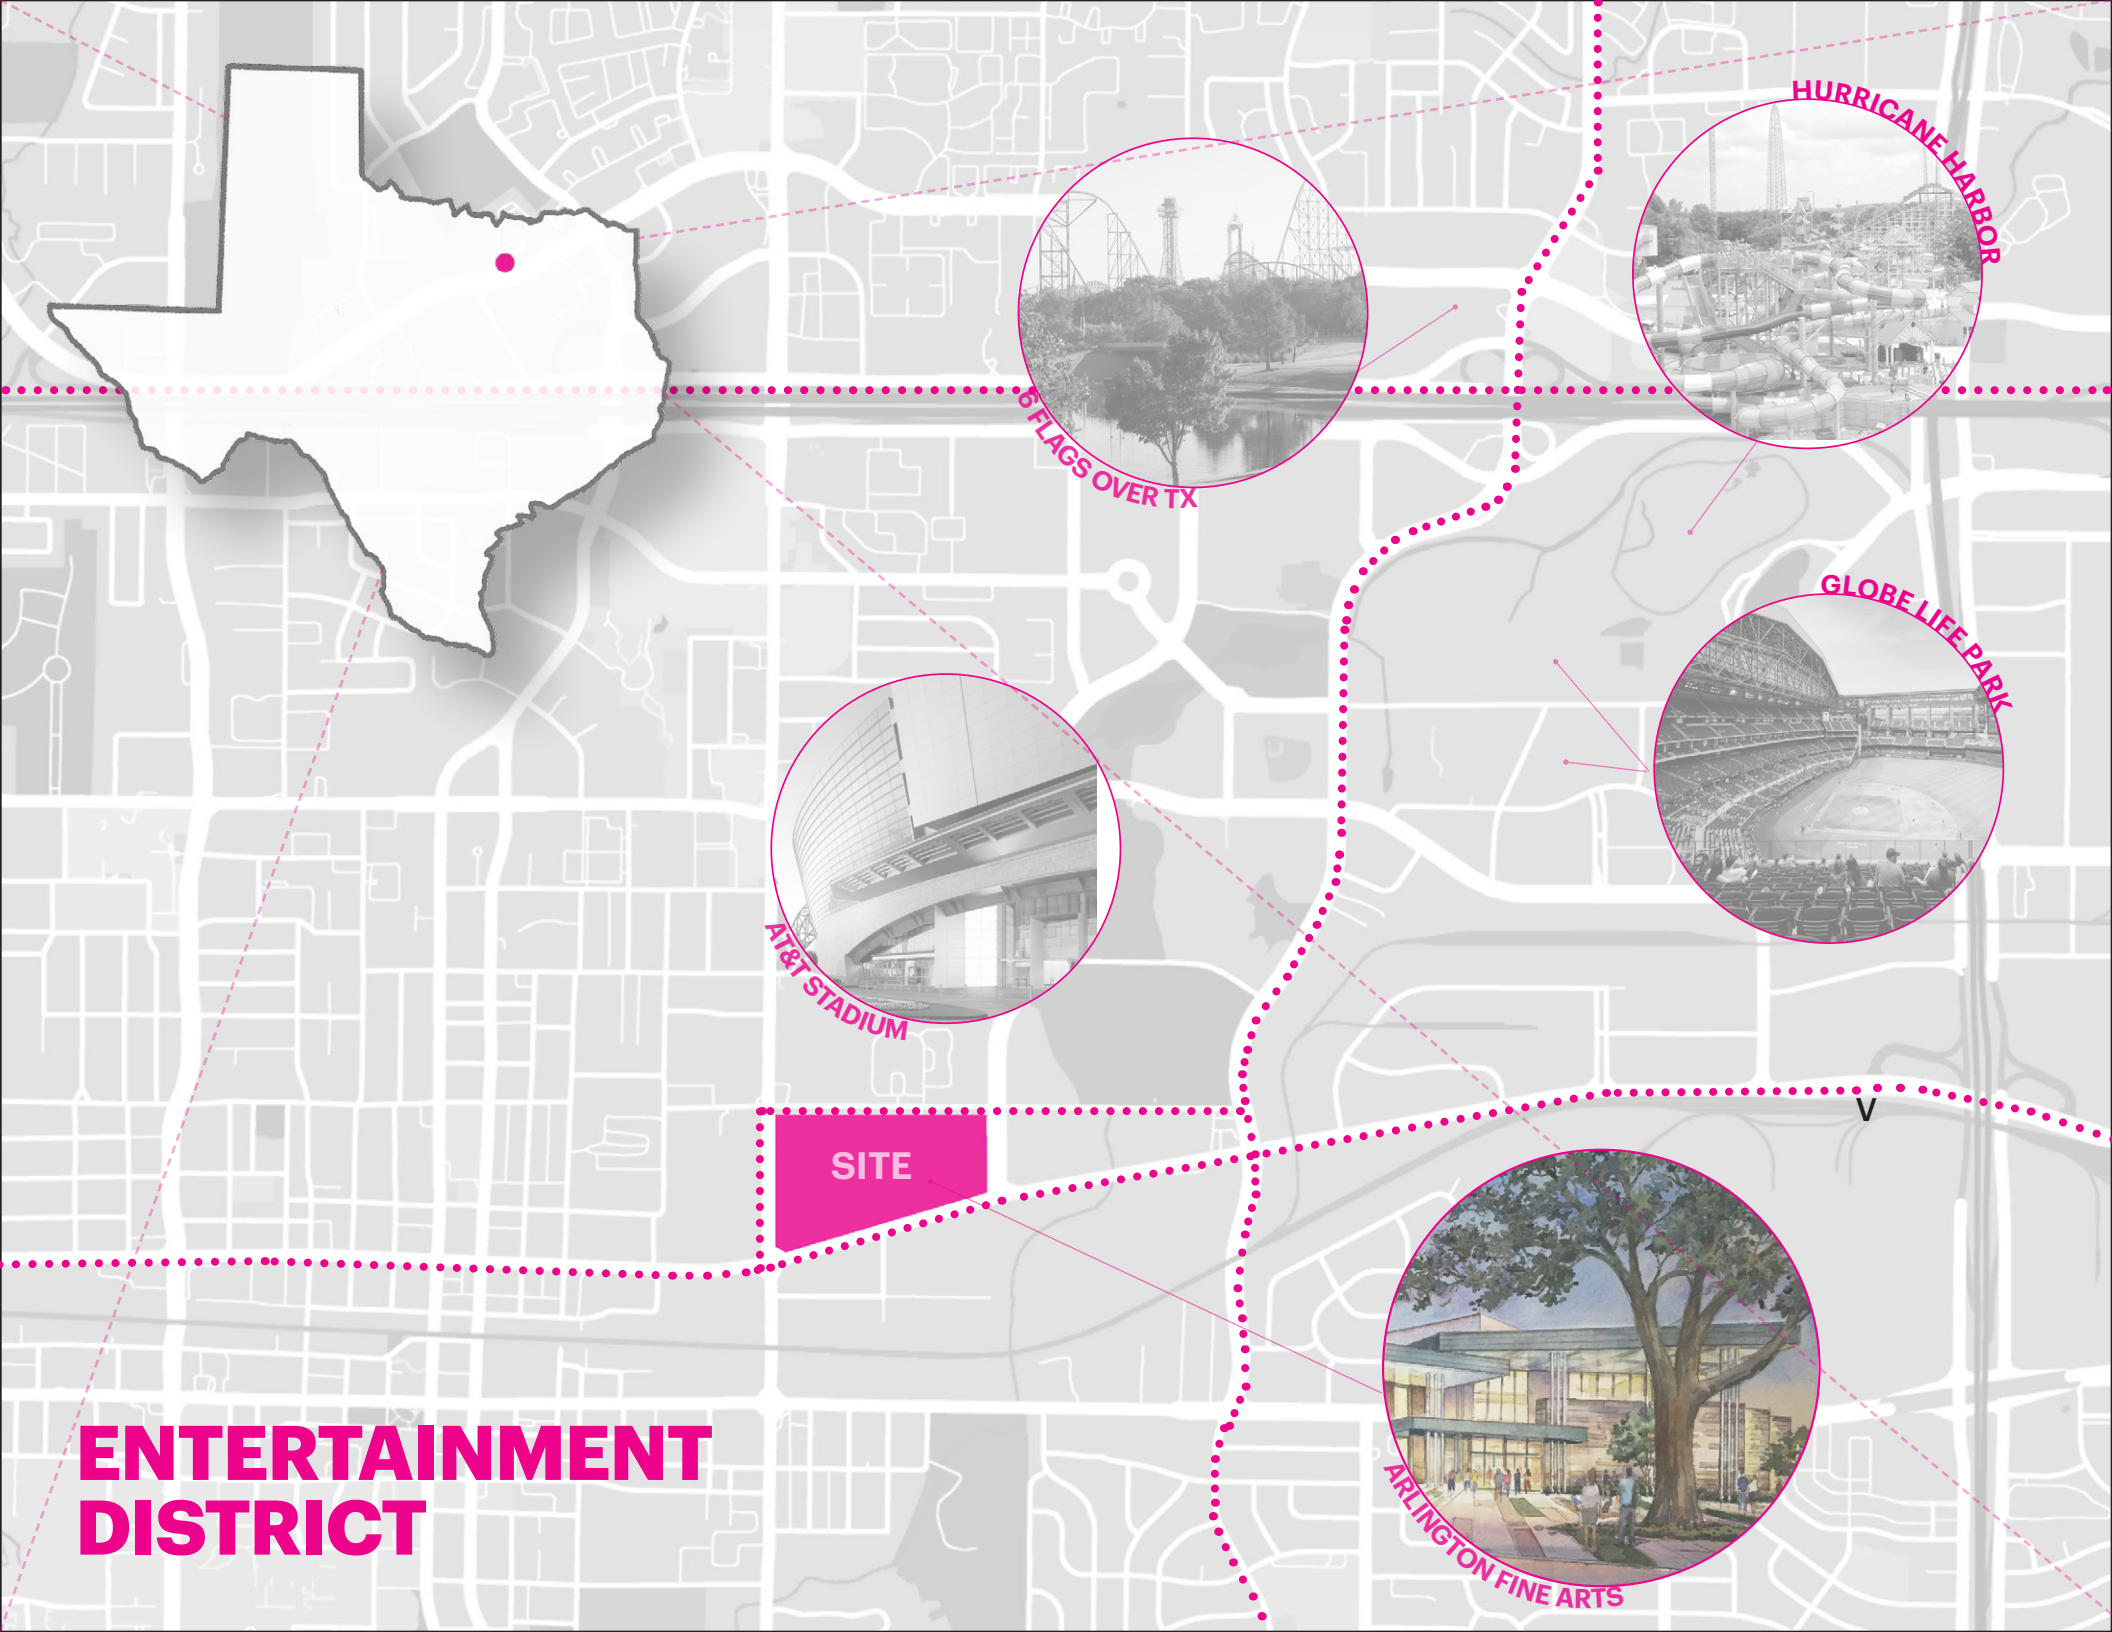 HURRICANE HARBOR
6 FLAGS OVER TX
GLOBE LIFE PARK
AT&T STADIUM
SITE
V
ARLINGTON FINE ARTS
ENTERTAINMENT
DISTRICT